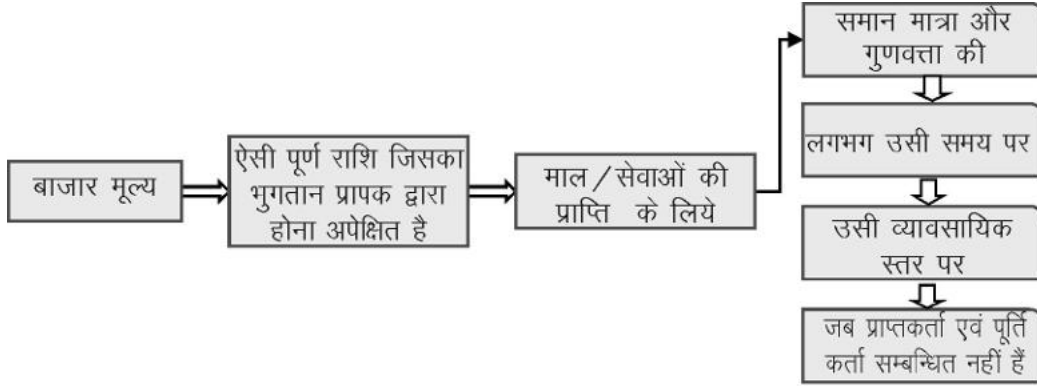 बाजार मूल्य
ऐसी पूर्ण राशि जिसका
भुगतान प्रापक द्वारा
होना अपेक्षित है
माल/सेवाओं की
प्राप्ति के लिये
समान मात्रा और
गुणवत्ता की
लगभग उसी समय पर
उसी व्यावसायिक
स्तर पर
जब प्राप्तकर्ता एवं पूर्ति
कर्ता सम्बन्धित नहीं हैं